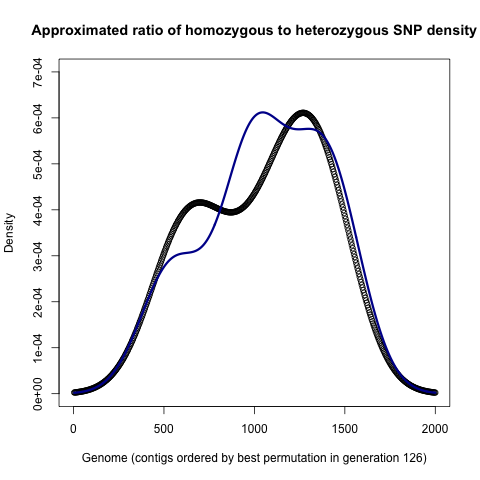 Approximated ratio of homozygous to heterozygous SNP density
7e-04
6e-04
5e-04
4e-04
3e-04
2e-04
1e-04
0e+00
Density
0 500 1000 1500 2000
Genome (contigs ordered by best permutation in generation 126)